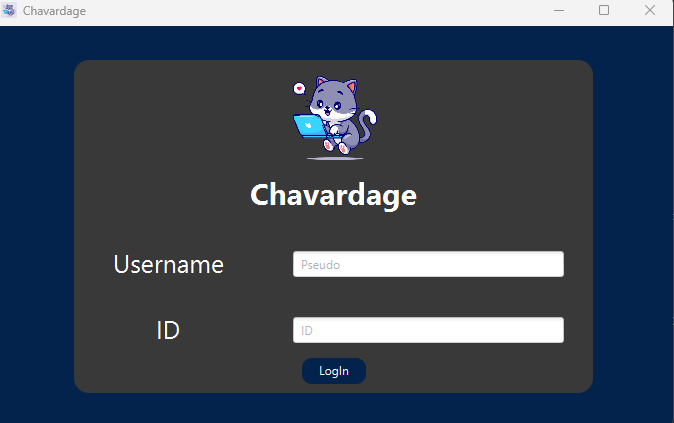 Chavardage
Chavardage
Username
Pseudo
ID
ID
LogIn